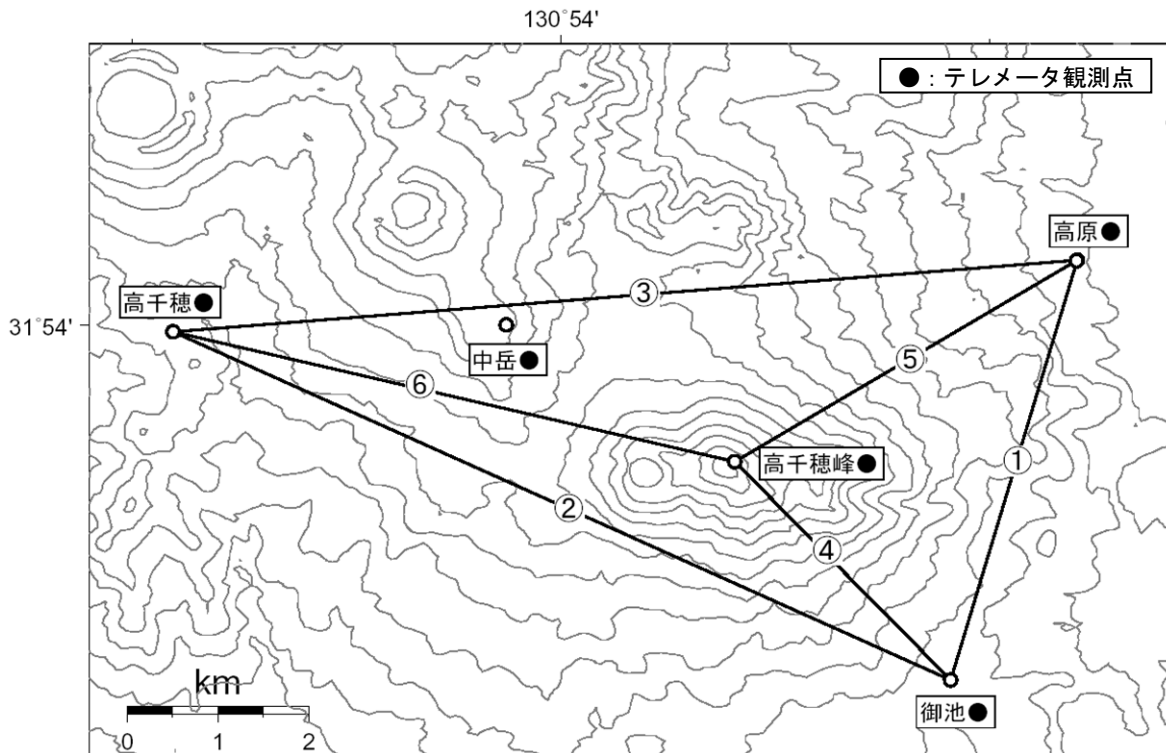 130°54'
●：テレメータ観測点
高原●
③
高千穂●
31°54'
中岳●
⑤
⑥
高千穂峰●
①
②
④
km
御池●
0 1 2